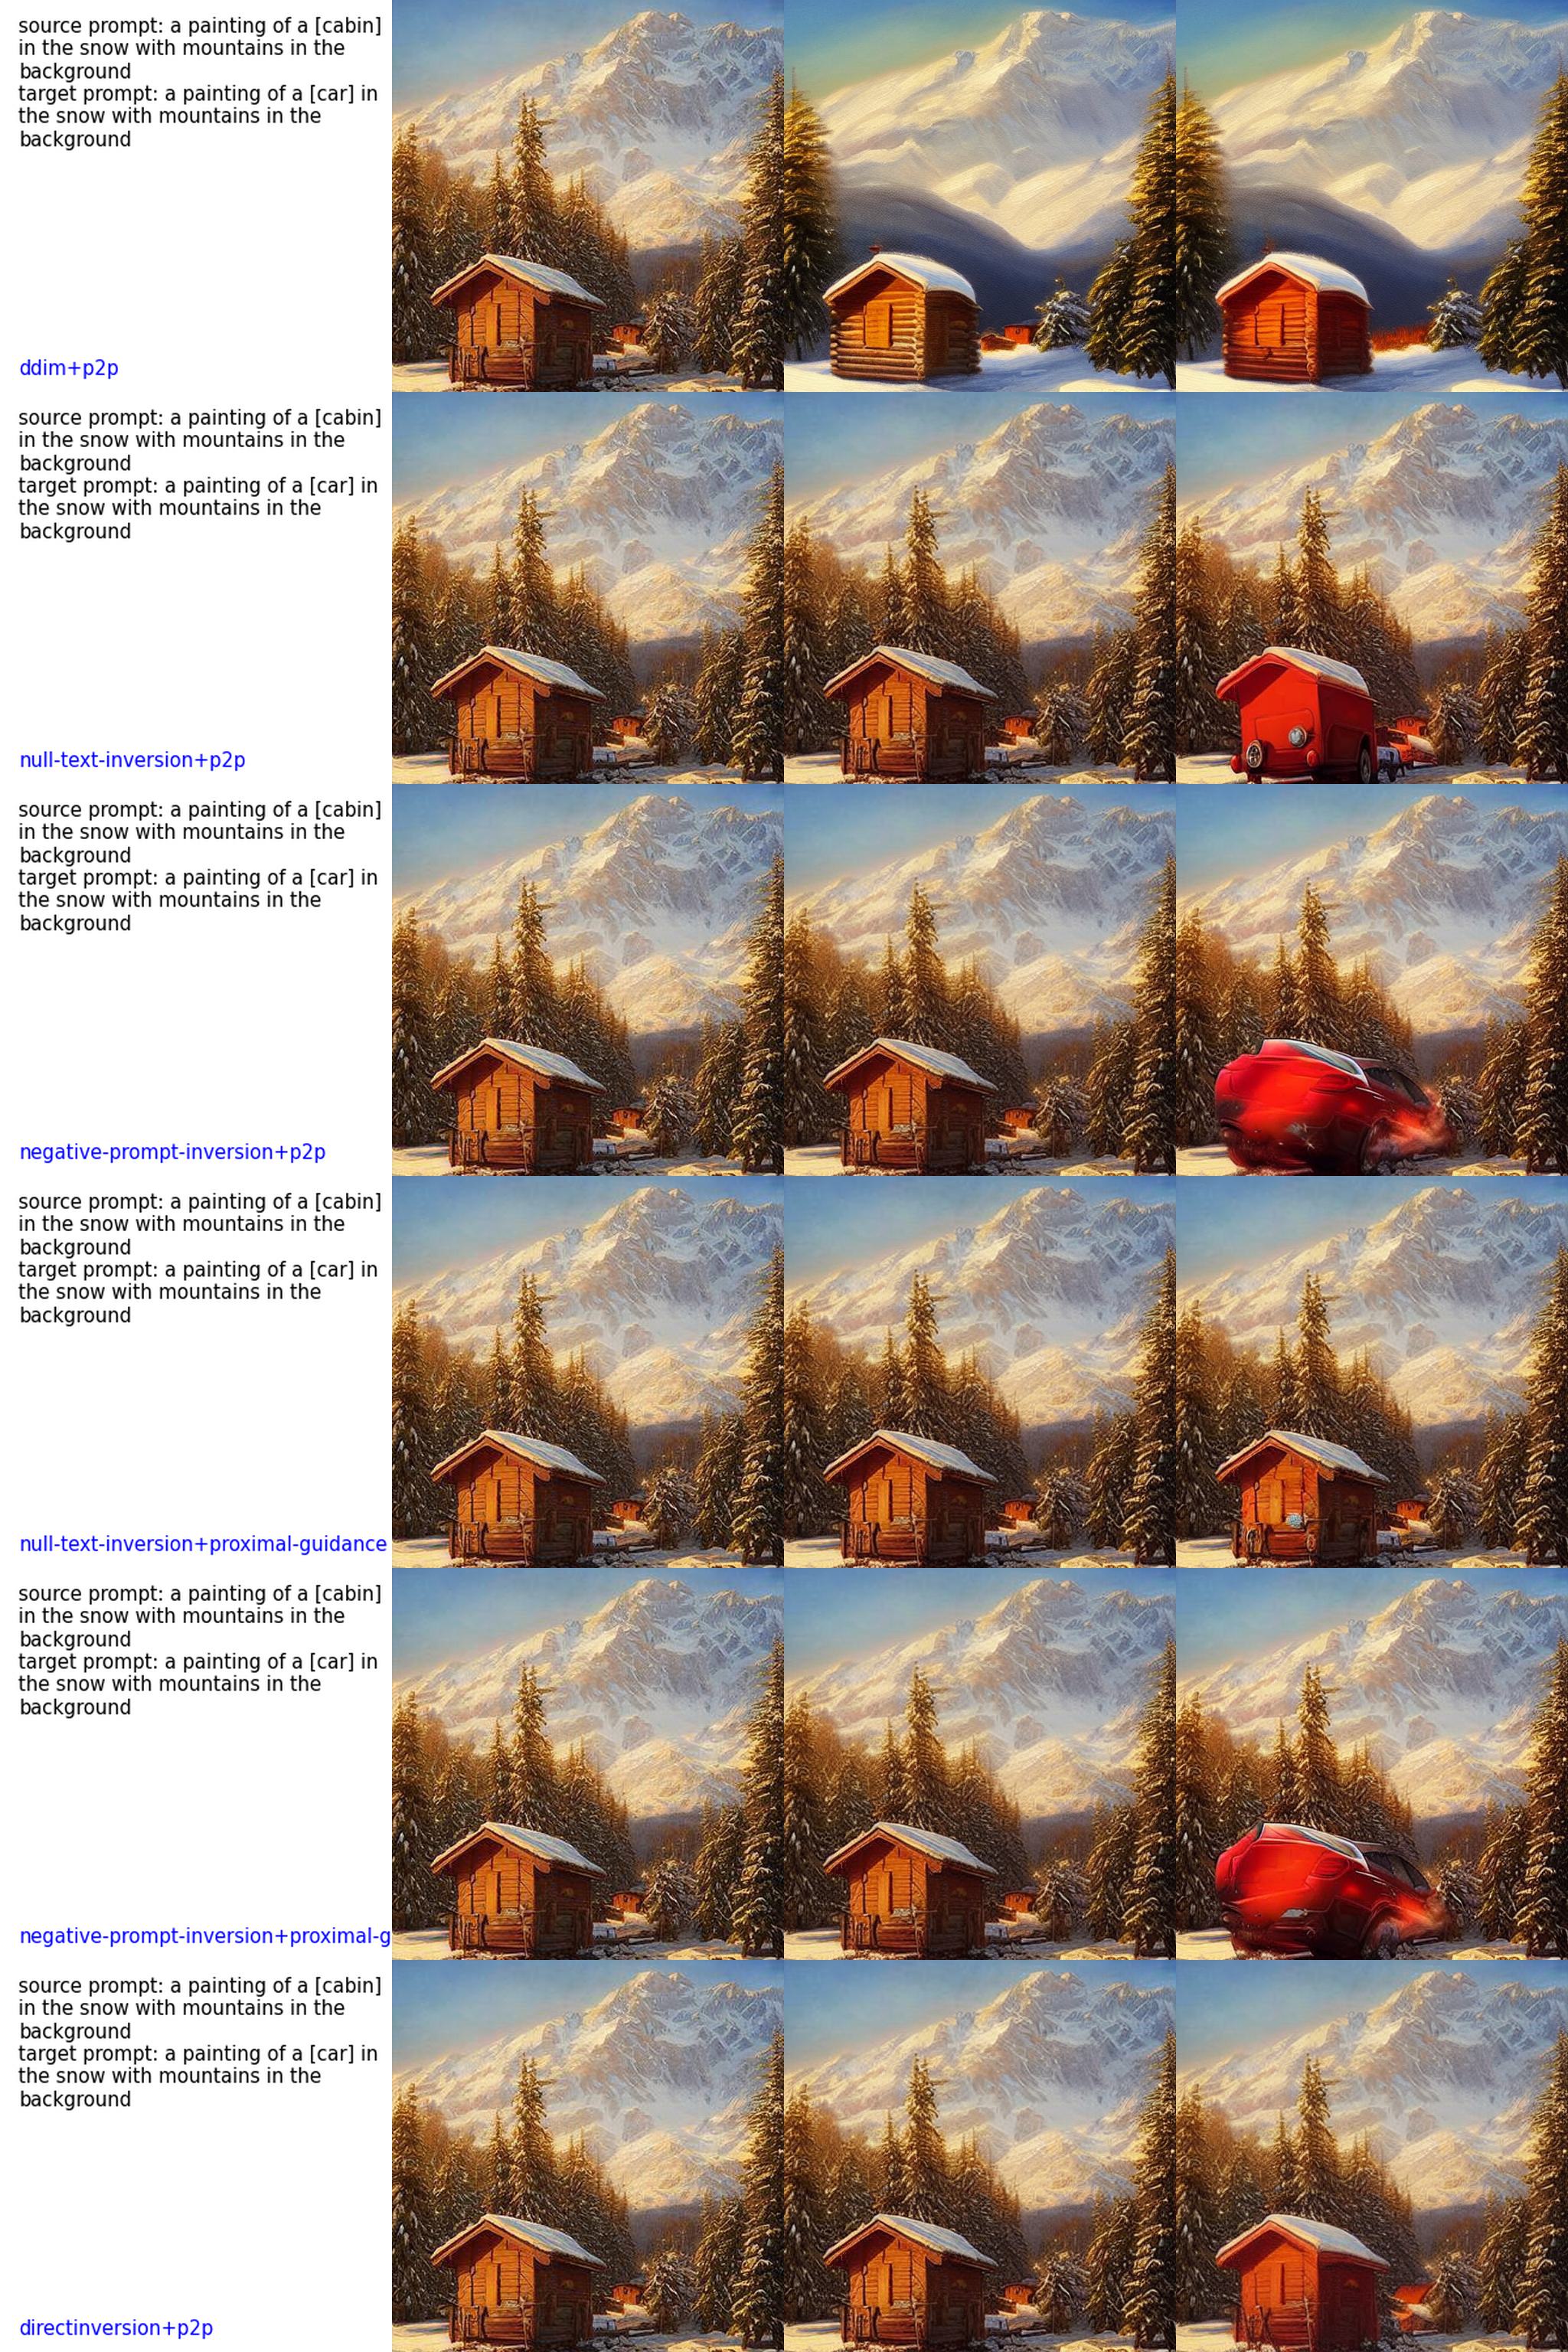 source prompt: a painting of a [cabin]
in the snow with mountains in the
background
target prompt: a painting of a [car] in
the snow with mountains in the
background
ddim+p2p
source prompt: a painting of a [cabin]
in the snow with mountains in the
background
target prompt: a painting of a [car] in
the snow with mountains in the
background
null-text-inversion+p2p
source prompt: a painting of a [cabin]
in the snow with mountains in the
background
target prompt: a painting of a [car] in
the snow with mountains in the
background
negative-prompt-inversion+p2p
source prompt: a painting of a [cabin]
in the snow with mountains in the
background
target prompt: a painting of a [car] in
the snow with mountains in the
background
null-text-inversion+proximal-guidance
source prompt: a painting of a [cabin]
in the snow with mountains in the
background
target prompt: a painting of a [car] in
the snow with mountains in the
background
negative-prompt-inversion+proximal-g
source prompt: a painting of a [cabin]
in the snow with mountains in the
background
target prompt: a painting of a [car] in
the snow with mountains in the
background
directinversion+p2p